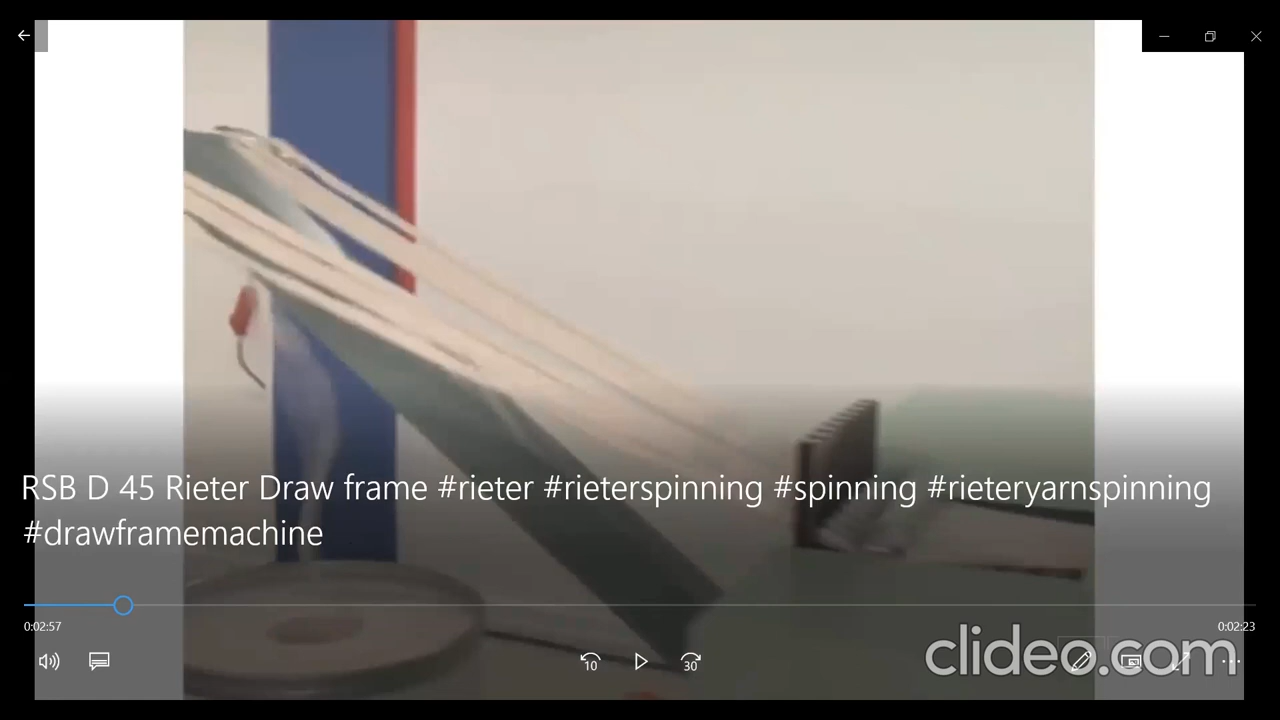 RSB D 45 Rieter Draw frame #rieter #rieterspinning #spinning #rieteryarnspinning
#drawframemachine
0:02:57
0:02:23
10
30
clideo.com